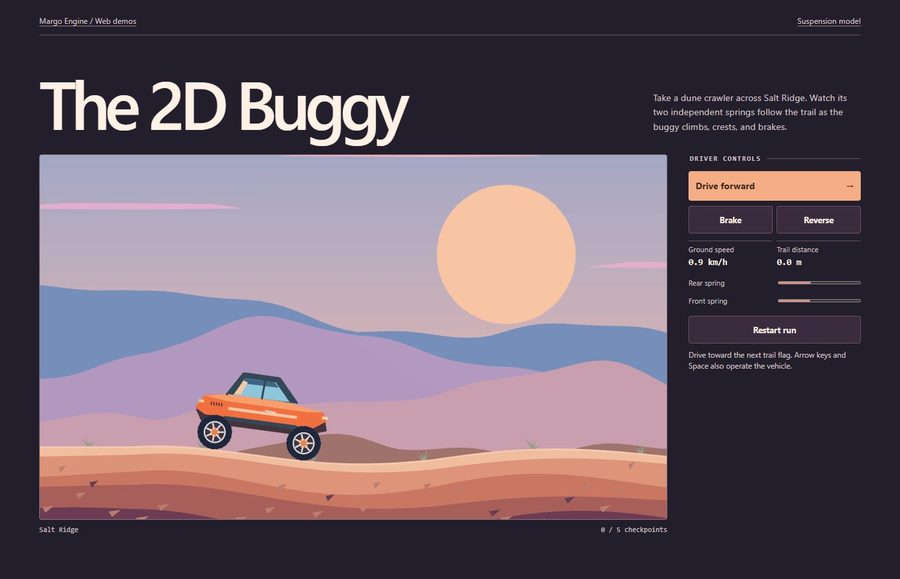 Margo Engine / Web demos
Suspension model
The 2D Buggy
Take a dune crawler across Salt Ridge. Watch its
two independent springs follow the trail as the
buggy climbs, crests, and brakes.
DRIVER CONTROLS
Drive forward →
Brake
Reverse
Ground speed
0.9 km/h
Trail distance
0.0 m
Rear spring
Front spring
Restart run
Drive toward the next trail flag. Arrow keys and
Space also operate the vehicle.
Salt Ridge
0 / 5 checkpoints